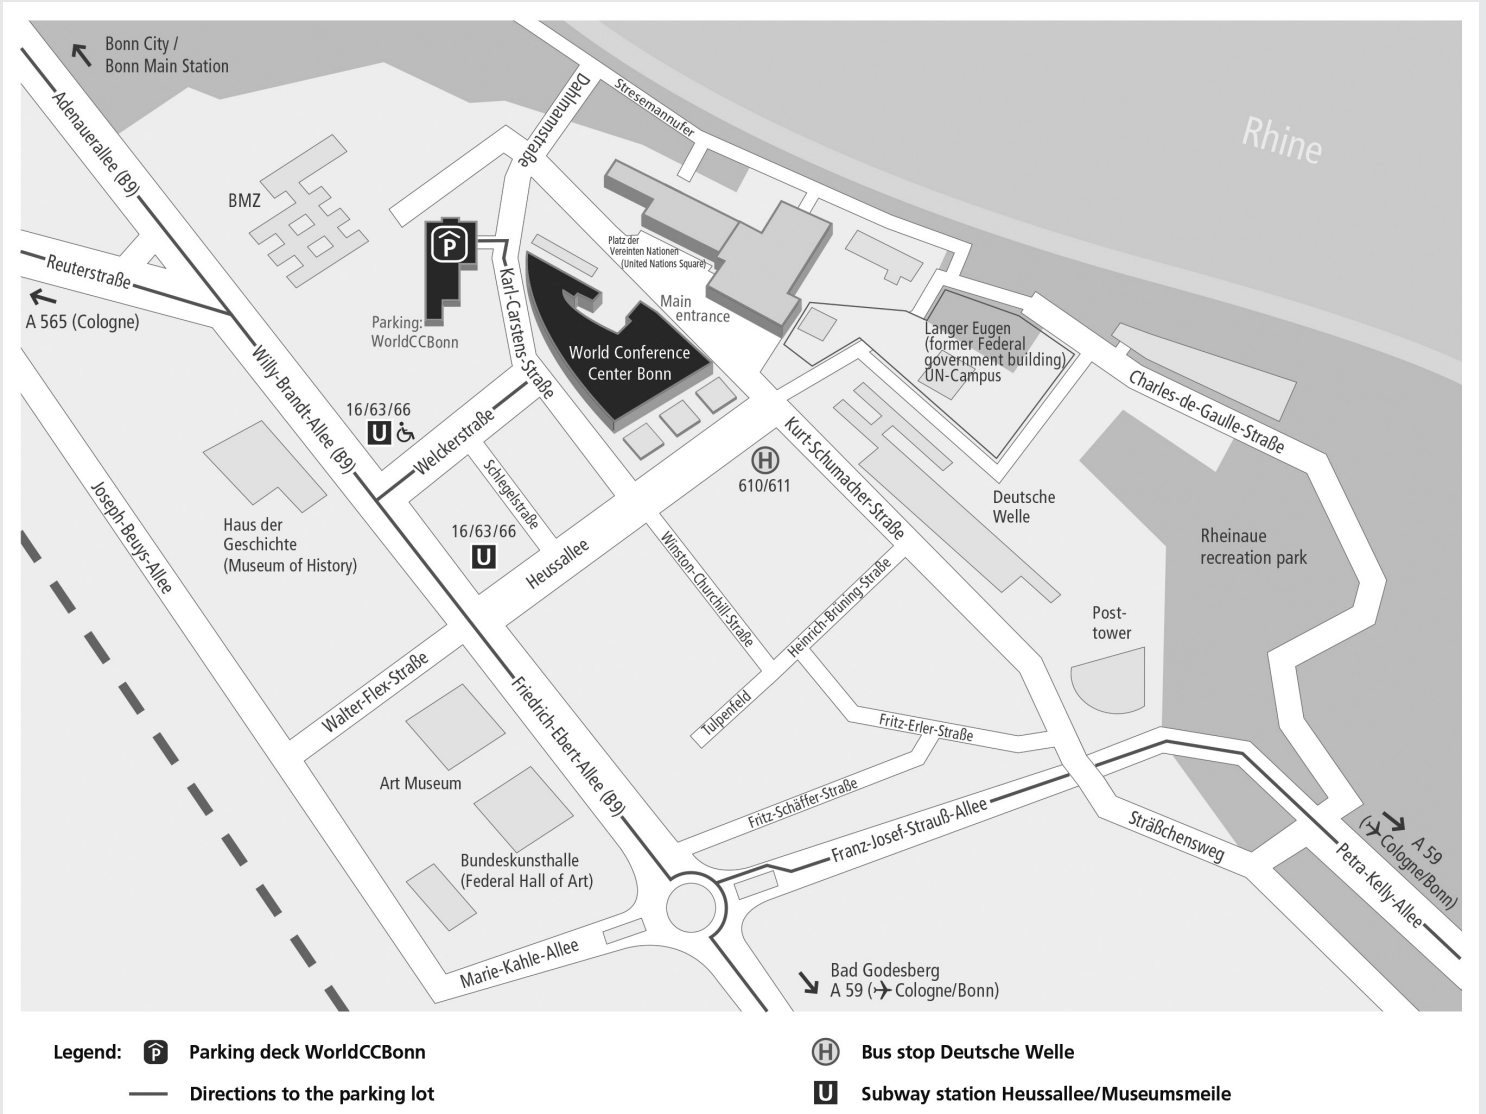 Bonn City /
Bonn Main Station
Adenauerallee (B9)
Dahlmannstraße
Stresemannufer
Rhine
BMZ
Reuterstraße
A 565 (Cologne)
P
Parking:
WorldCCBonn
Karl-Carstens-Straße
Platz der
Vereinten Nationen
(United Nations Square)
Main
entrance
World Conference
Center Bonn
Langer Eugen
(former Federal
government building)
UN-Campus
Charles-de-Gaulle-Straße
Willy-Brandt-Allee (B9)
16/63/66
U
Welckerstraße
Schlegelstraße
Kurt-Schumacher-Straße
H
610/611
Deutsche
Welle
Joseph-Beuys-Allee
Haus der
Geschichte
(Museum of History)
16/63/66
U
Heussallee
Winston-Churchill-Straße
Heinrich-Brüning-Straße
Rheinaue
recreation park
Post-
tower
Walter-Flex-Straße
Tulpenfeld
Friedrich-Ebert-Allee (B9)
Fritz-Erler-Straße
Art Museum
Fritz-Schäffer-Straße
Franz-Josef-Strauß-Allee
Sträßchensweg
A 59
(Cologne/Bonn)
Petra-Kelly-Allee
Bundeskunsthalle
(Federal Hall of Art)
Marie-Kahle-Allee
Bad Godesberg
A 59 (Cologne/Bonn)
Legend:
P Parking deck WorldCCBonn
Directions to the parking lot
H Bus stop Deutsche Welle
U Subway station Heussallee/Museumsmeile